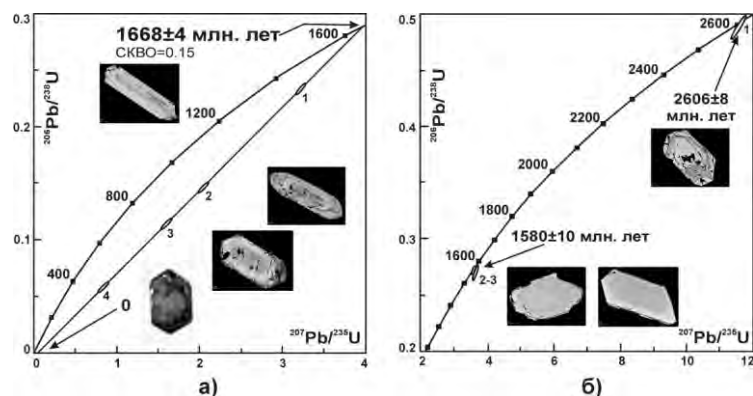 1668±4 млн. лет
СКВО=0.15
1600
1
1200
800
2
3
400
4
0
0.3
0.2
0.1
0
²⁰⁶Pb/²³⁸U
²⁰⁷Pb/²³⁵U
0 1 2 3 4
а)
0.5
0.4
0.3
0.2
²⁰⁶Pb/²³⁸U
2600
1
2400
2606±8
млн. лет
2200
2000
1800
1580±10 млн. лет
1600
2-3
²⁰⁷Pb/²³⁵U
2 4 6 8 10 12
б)